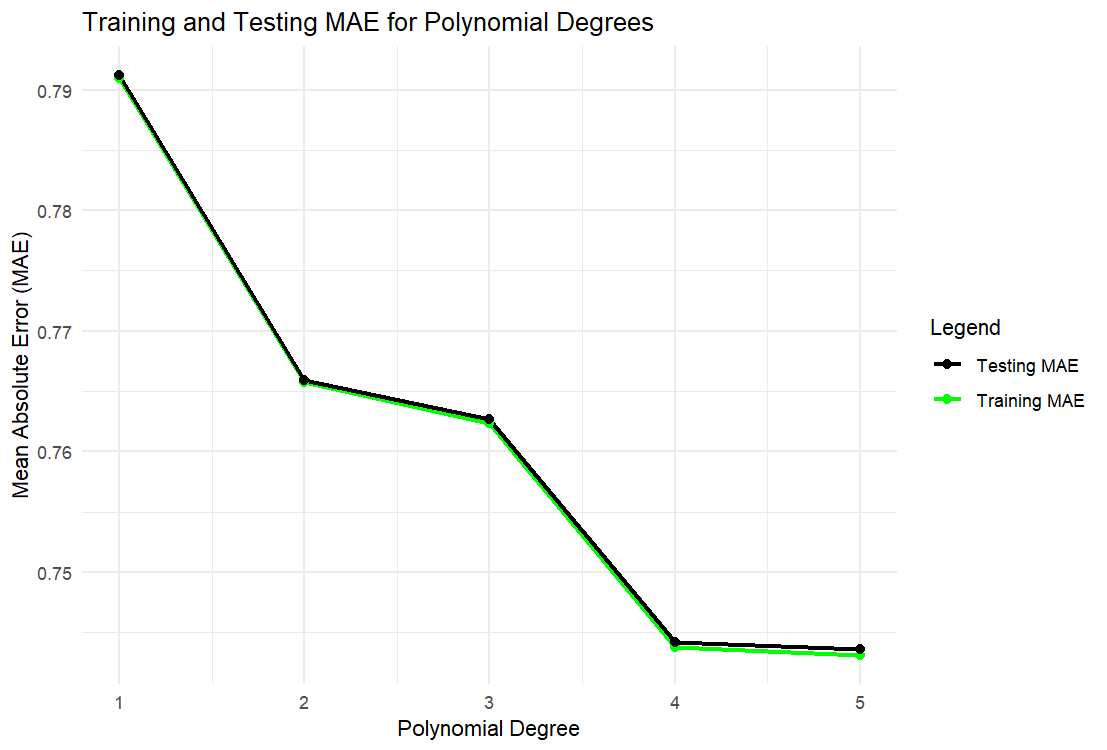 Training and Testing MAE for Polynomial Degrees
Mean Absolute Error (MAE)
0.79
0.78
0.77
0.76
0.75
1 2 3 4 5
Polynomial Degree
Legend
Testing MAE
Training MAE